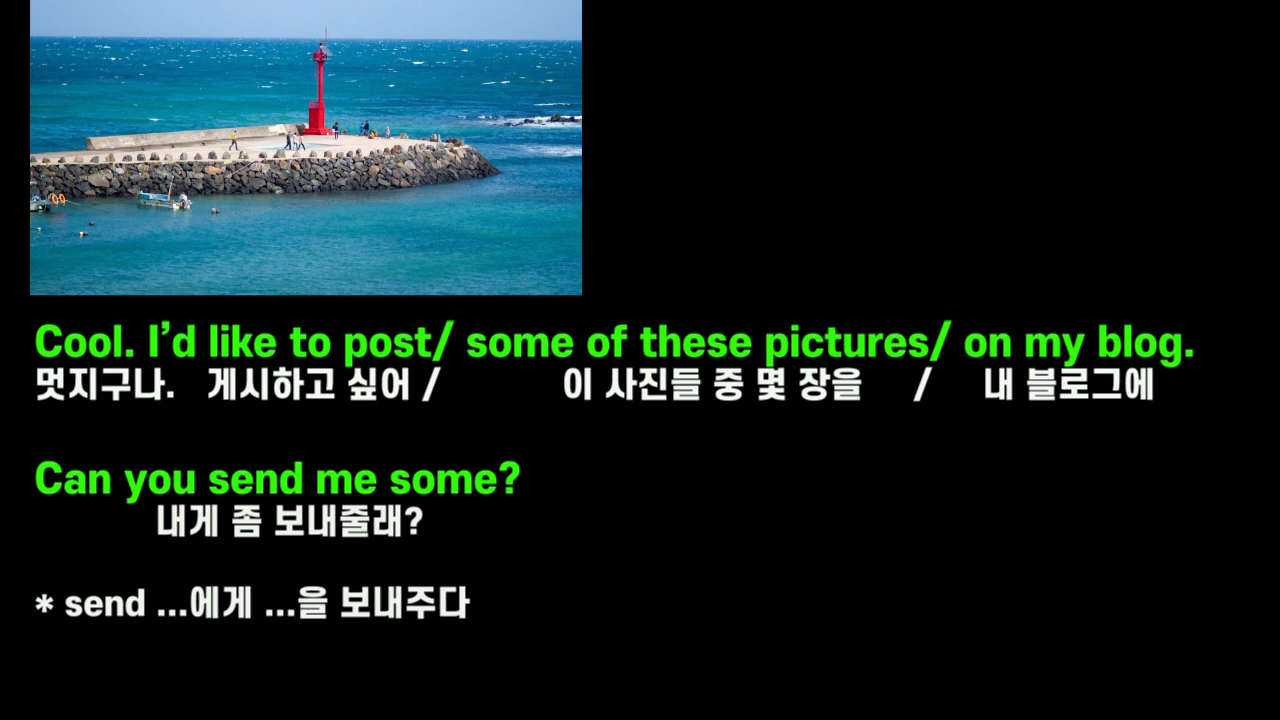 Cool. I’d like to post/ some of these pictures/ on my blog.
멋지구나. 게시하고 싶어 / 이 사진들 중 몇 장을 / 내 블로그에
Can you send me some?
내게 좀 보내줄래?
* send ...에게 ...을 보내주다